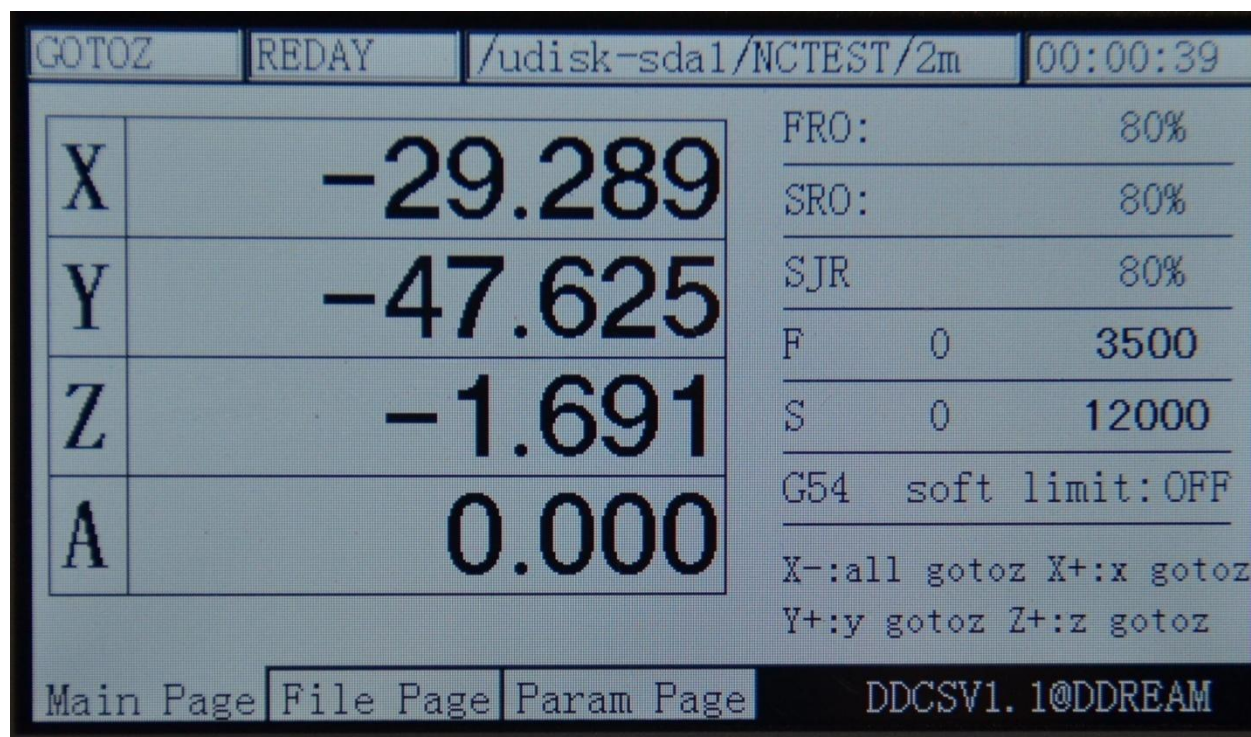 GOTOZ REDAY /udisk-sda1/NCTEST/2m 00:00:39
X -29.289
Y -47.625
Z -1.691
A 0.000
FRO: 80%
SRO: 80%
SJR 80%
F 0 3500
S 0 12000
G54 soft limit:OFF
X-:all gotoz X+:x gotoz
Y+:y gotoz Z+:z gotoz
Main Page File Page Param Page DDCSV1.1@DDREAM